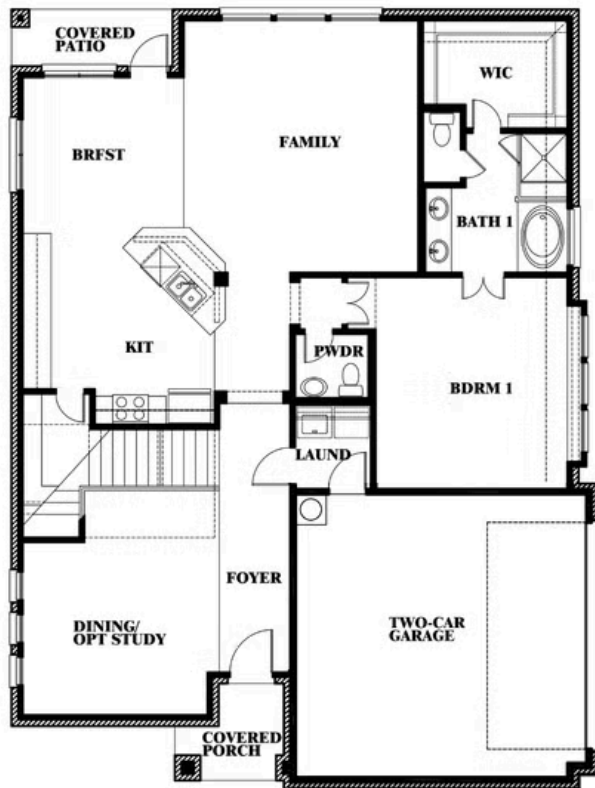 COVERED
PATIO
WIC
BRFST
FAMILY
BATH 1
KIT
PWDR
BDRM 1
LAUND
FOYER
DINING/
OPT STUDY
TWO-CAR
GARAGE
COVERED
PORCH